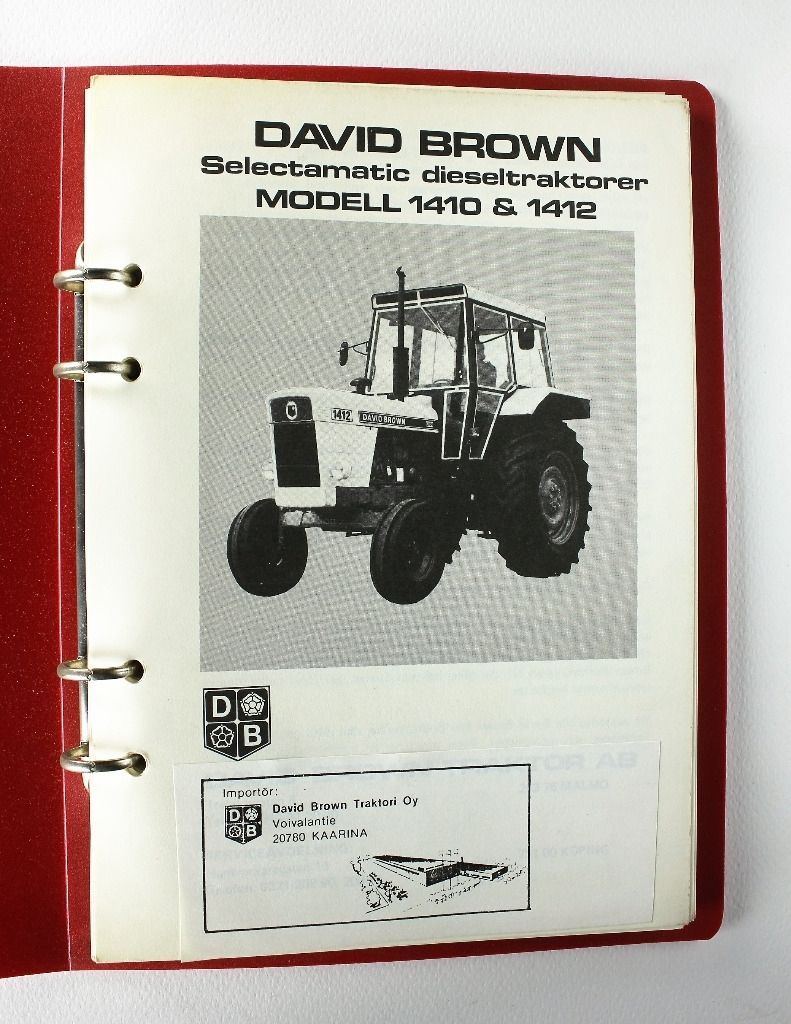 DAVID BROWN
Selectamatic dieseltraktorer
MODELL 1410 & 1412
1412 DAVID BROWN
D
B
Importör:
D
B
David Brown Traktori Oy
Voivalantie
20780 KAARINA